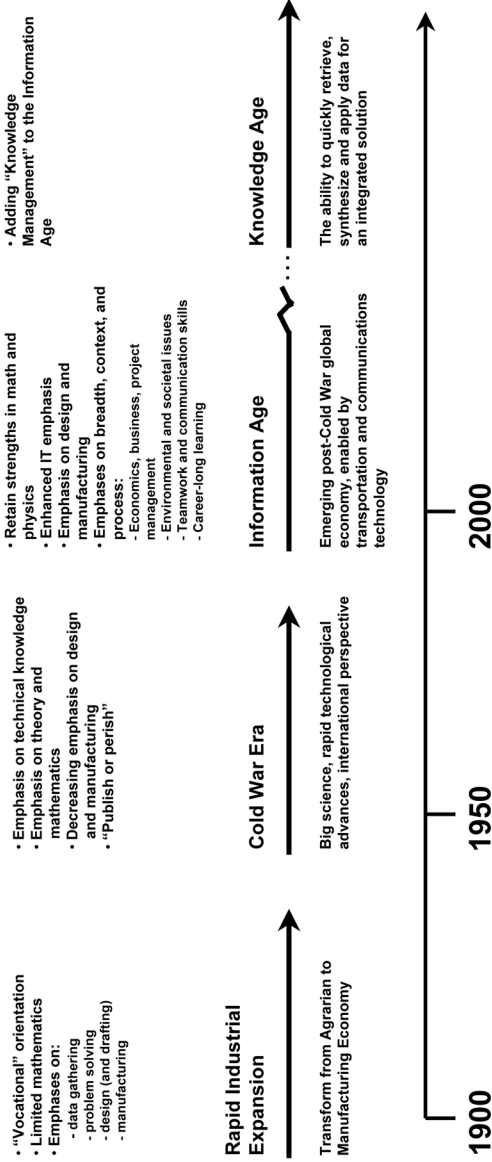 • “Vocational” orientation
• Limited mathematics
• Emphases on:
- data gathering
- problem solving
- design (and drafting)
- manufacturing
Rapid Industrial
Expansion
Transform from Agrarian to
Manufacturing Economy
• Emphasis on technical knowledge
• Emphasis on theory and
mathematics
• Decreasing emphasis on design
and manufacturing
• “Publish or perish”
Cold War Era
Big science, rapid technological
advances, international perspective
• Retain strengths in math and
physics
• Enhanced IT emphasis
• Emphasis on design and
manufacturing
• Emphases on breadth, context, and
process:
- Economics, business, project
management
- Environmental and societal issues
- Teamwork and communication skills
- Career-long learning
Information Age
Emerging post-Cold War global
economy, enabled by
transportation and communications
technology
• Adding “Knowledge
Management” to the Information
Age
Knowledge Age
The ability to quickly retrieve,
synthesize and apply data for
an integrated solution
1900
1950
2000